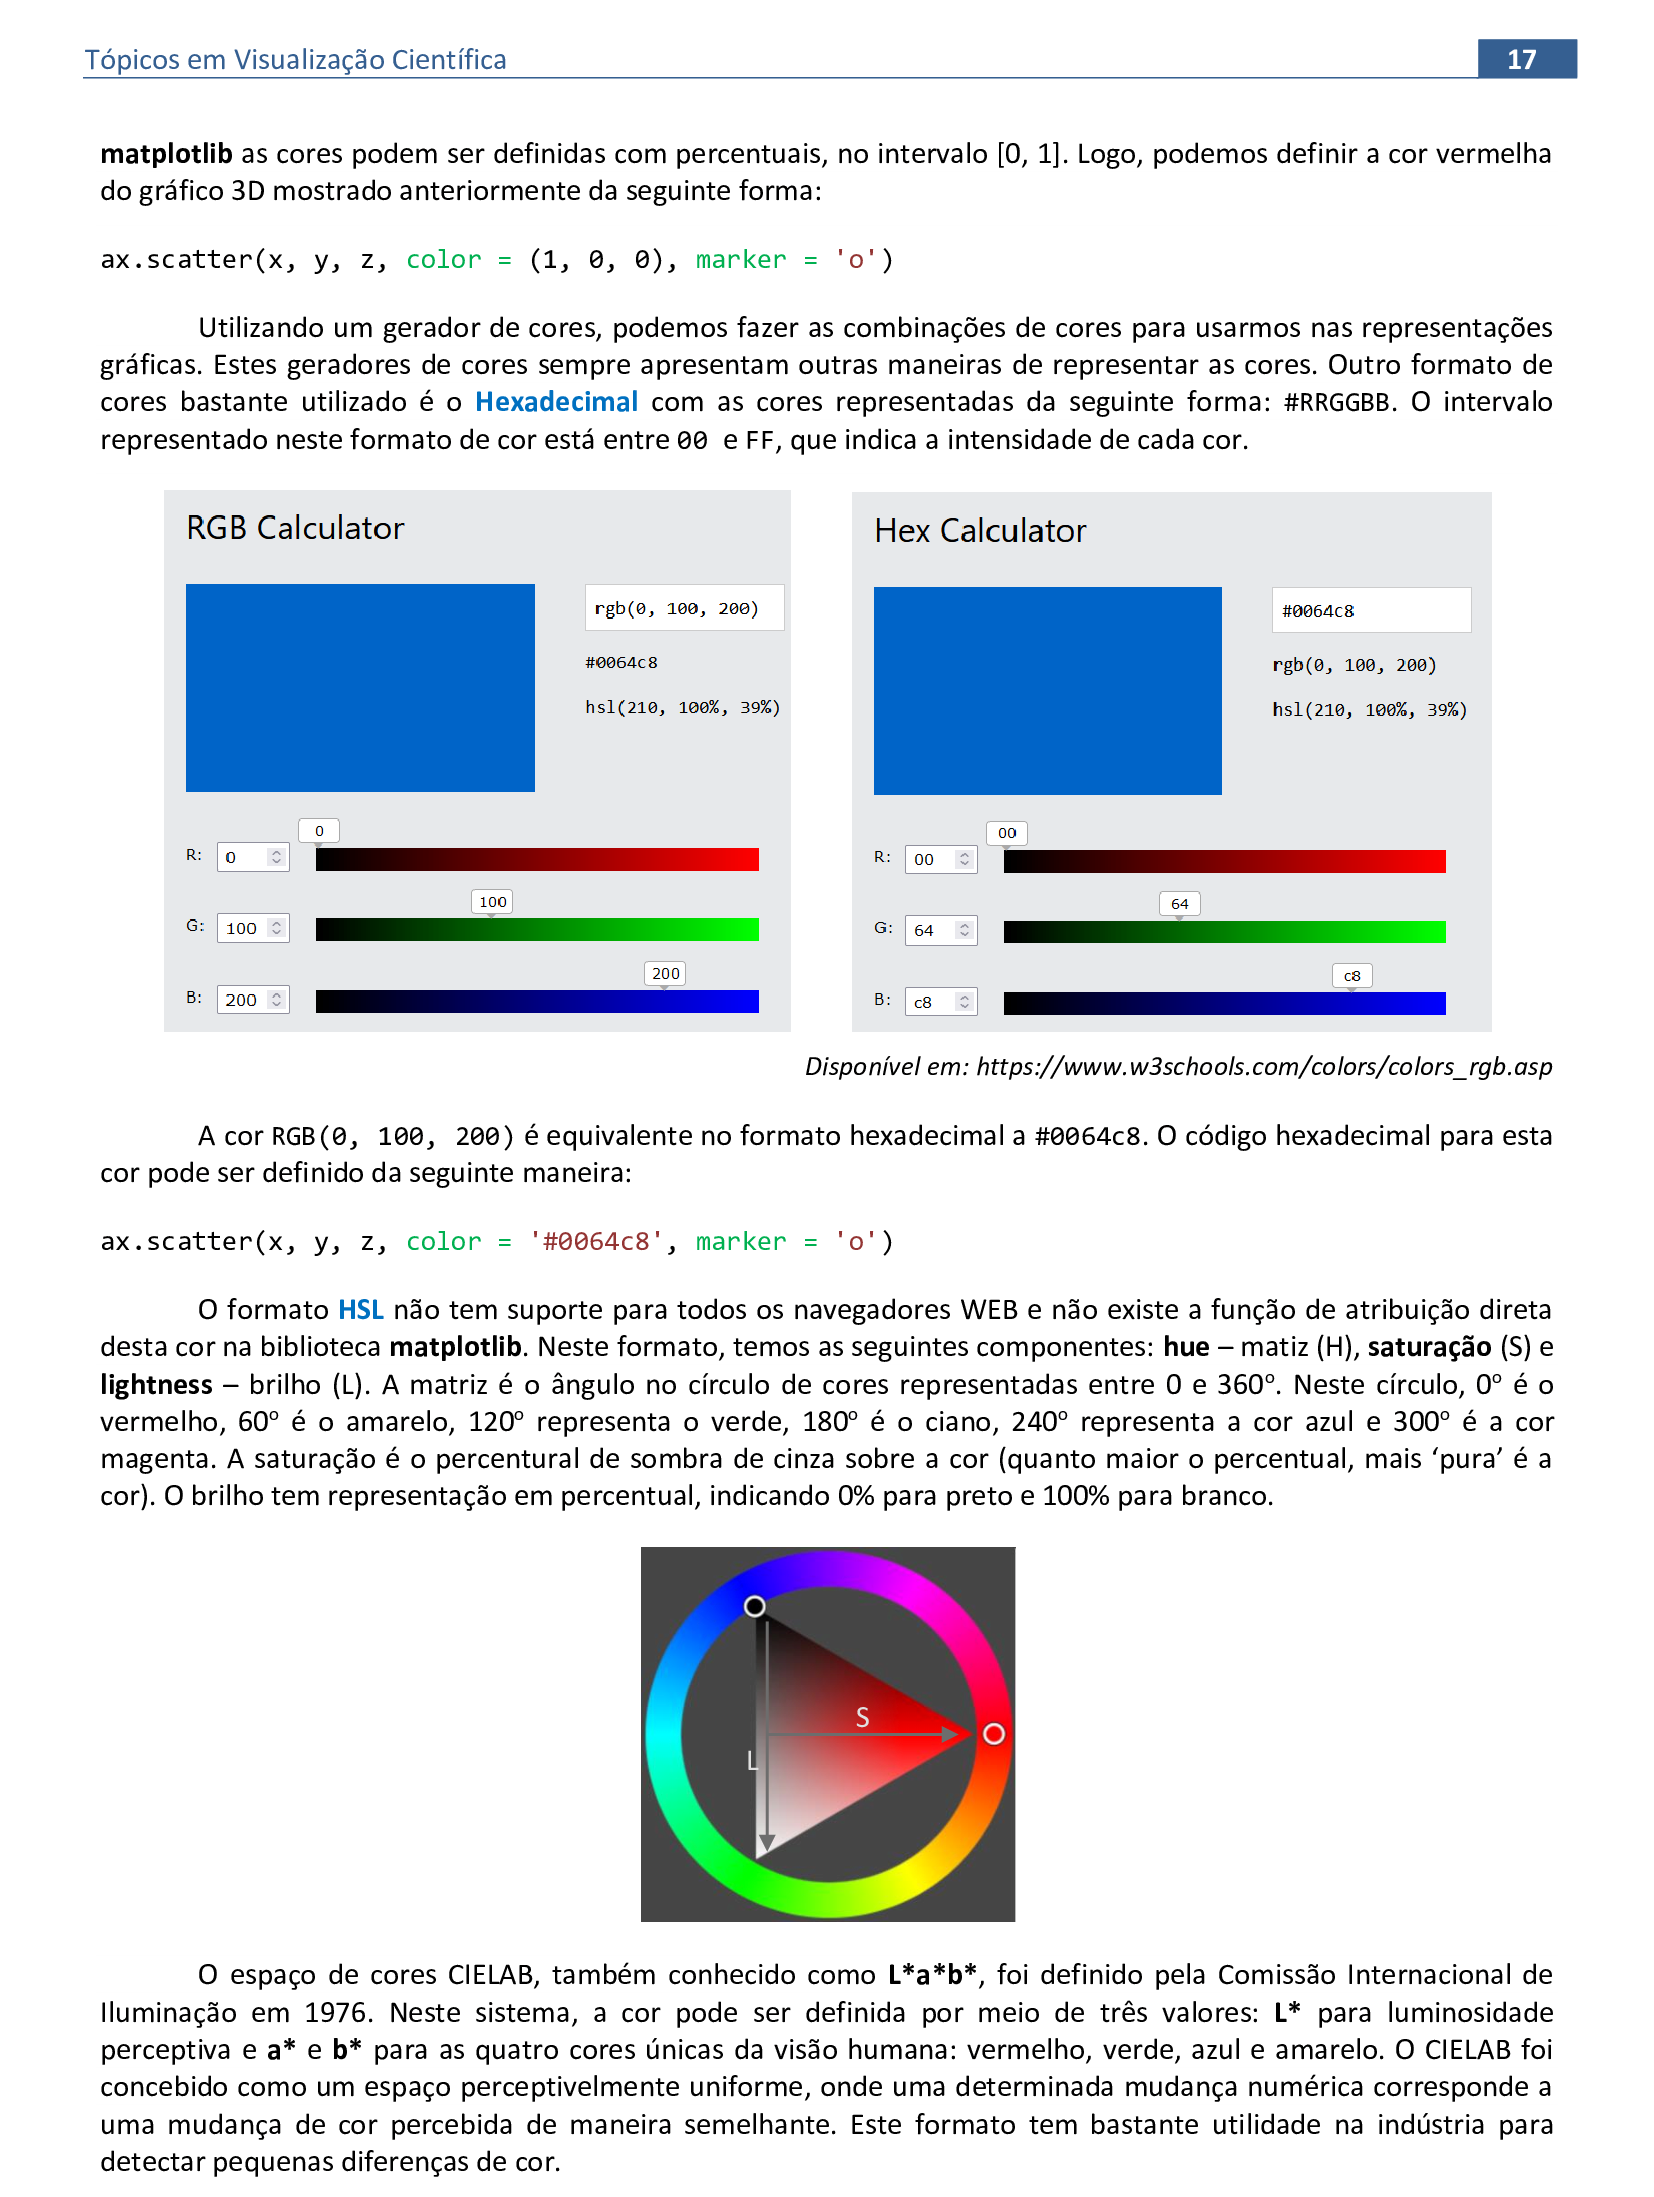 Tópicos em Visualização Científica 17
matplotlib as cores podem ser definidas com percentuais, no intervalo [0, 1]. Logo, podemos definir a cor vermelha
do gráfico 3D mostrado anteriormente da seguinte forma:
ax.scatter(x, y, z, color = (1, 0, 0), marker = 'o')
Utilizando um gerador de cores, podemos fazer as combinações de cores para usarmos nas representações
gráficas. Estes geradores de cores sempre apresentam outras maneiras de representar as cores. Outro formato de
cores bastante utilizado é o Hexadecimal com as cores representadas da seguinte forma: #RRGGBB. O intervalo
representado neste formato de cor está entre 00 e FF, que indica a intensidade de cada cor.
RGB Calculator
rgb(0, 100, 200)
#0064c8
hsl(210, 100%, 39%)
0
R: 0
100
G: 100
200
B: 200
Hex Calculator
#0064c8
rgb(0, 100, 200)
hsl(210, 100%, 39%)
00
R: 00
64
G: 64
c8
B: c8
Disponível em: https://www.w3schools.com/colors/colors_rgb.asp
A cor RGB(0, 100, 200) é equivalente no formato hexadecimal a #0064c8. O código hexadecimal para esta
cor pode ser definido da seguinte maneira:
ax.scatter(x, y, z, color = '#0064c8', marker = 'o')
O formato HSL não tem suporte para todos os navegadores WEB e não existe a função de atribuição direta
desta cor na biblioteca matplotlib. Neste formato, temos as seguintes componentes: hue – matiz (H), saturação (S) e
lightness – brilho (L). A matriz é o ângulo no círculo de cores representadas entre 0 e 360º. Neste círculo, 0º é o
vermelho, 60º é o amarelo, 120º representa o verde, 180º é o ciano, 240º representa a cor azul e 300º é a cor
magenta. A saturação é o percentural de sombra de cinza sobre a cor (quanto maior o percentual, mais ‘pura’ é a
cor). O brilho tem representação em percentual, indicando 0% para preto e 100% para branco.
S
L
O espaço de cores CIELAB, também conhecido como L*a*b*, foi definido pela Comissão Internacional de
Iluminação em 1976. Neste sistema, a cor pode ser definida por meio de três valores: L* para luminosidade
perceptiva e a* e b* para as quatro cores únicas da visão humana: vermelho, verde, azul e amarelo. O CIELAB foi
concebido como um espaço perceptivelmente uniforme, onde uma determinada mudança numérica corresponde a
uma mudança de cor percebida de maneira semelhante. Este formato tem bastante utilidade na indústria para
detectar pequenas diferenças de cor.